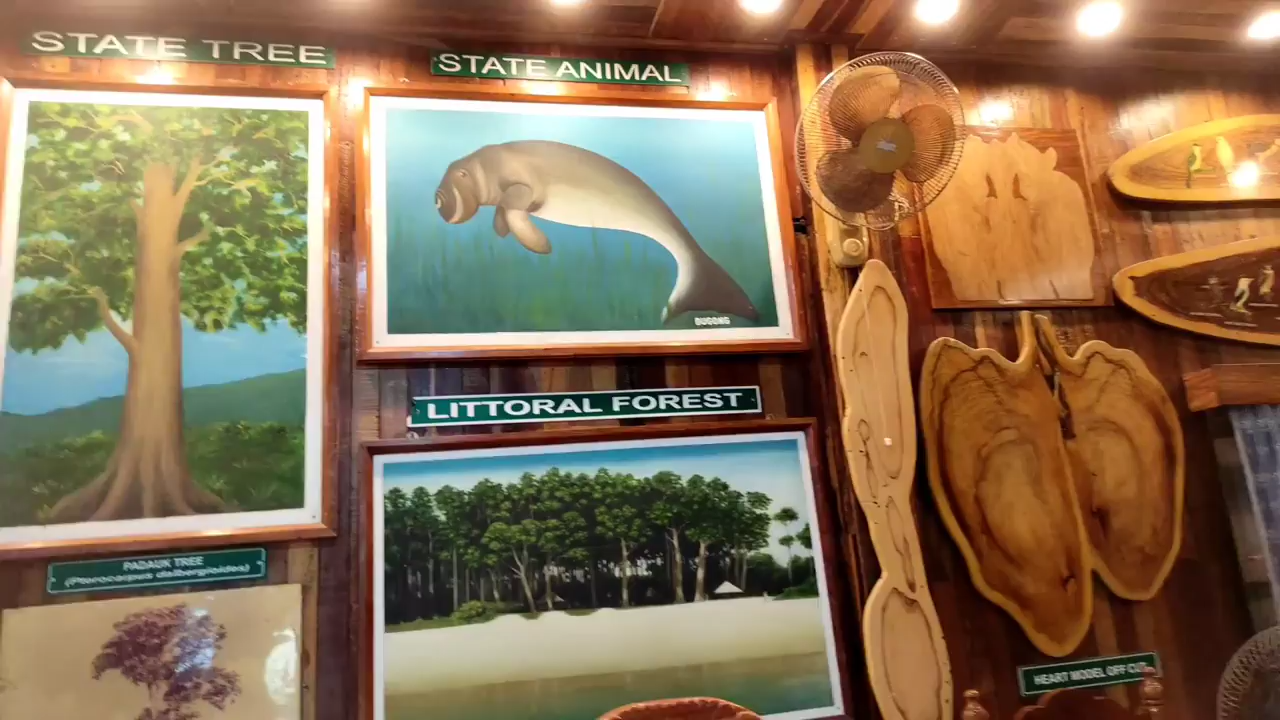 STATE TREE
STATE ANIMAL
DUGONG
LITTORAL FOREST
PADAUK TREE
(Pterocarpus dalbergioides)
HEART MODEL OFF CUT